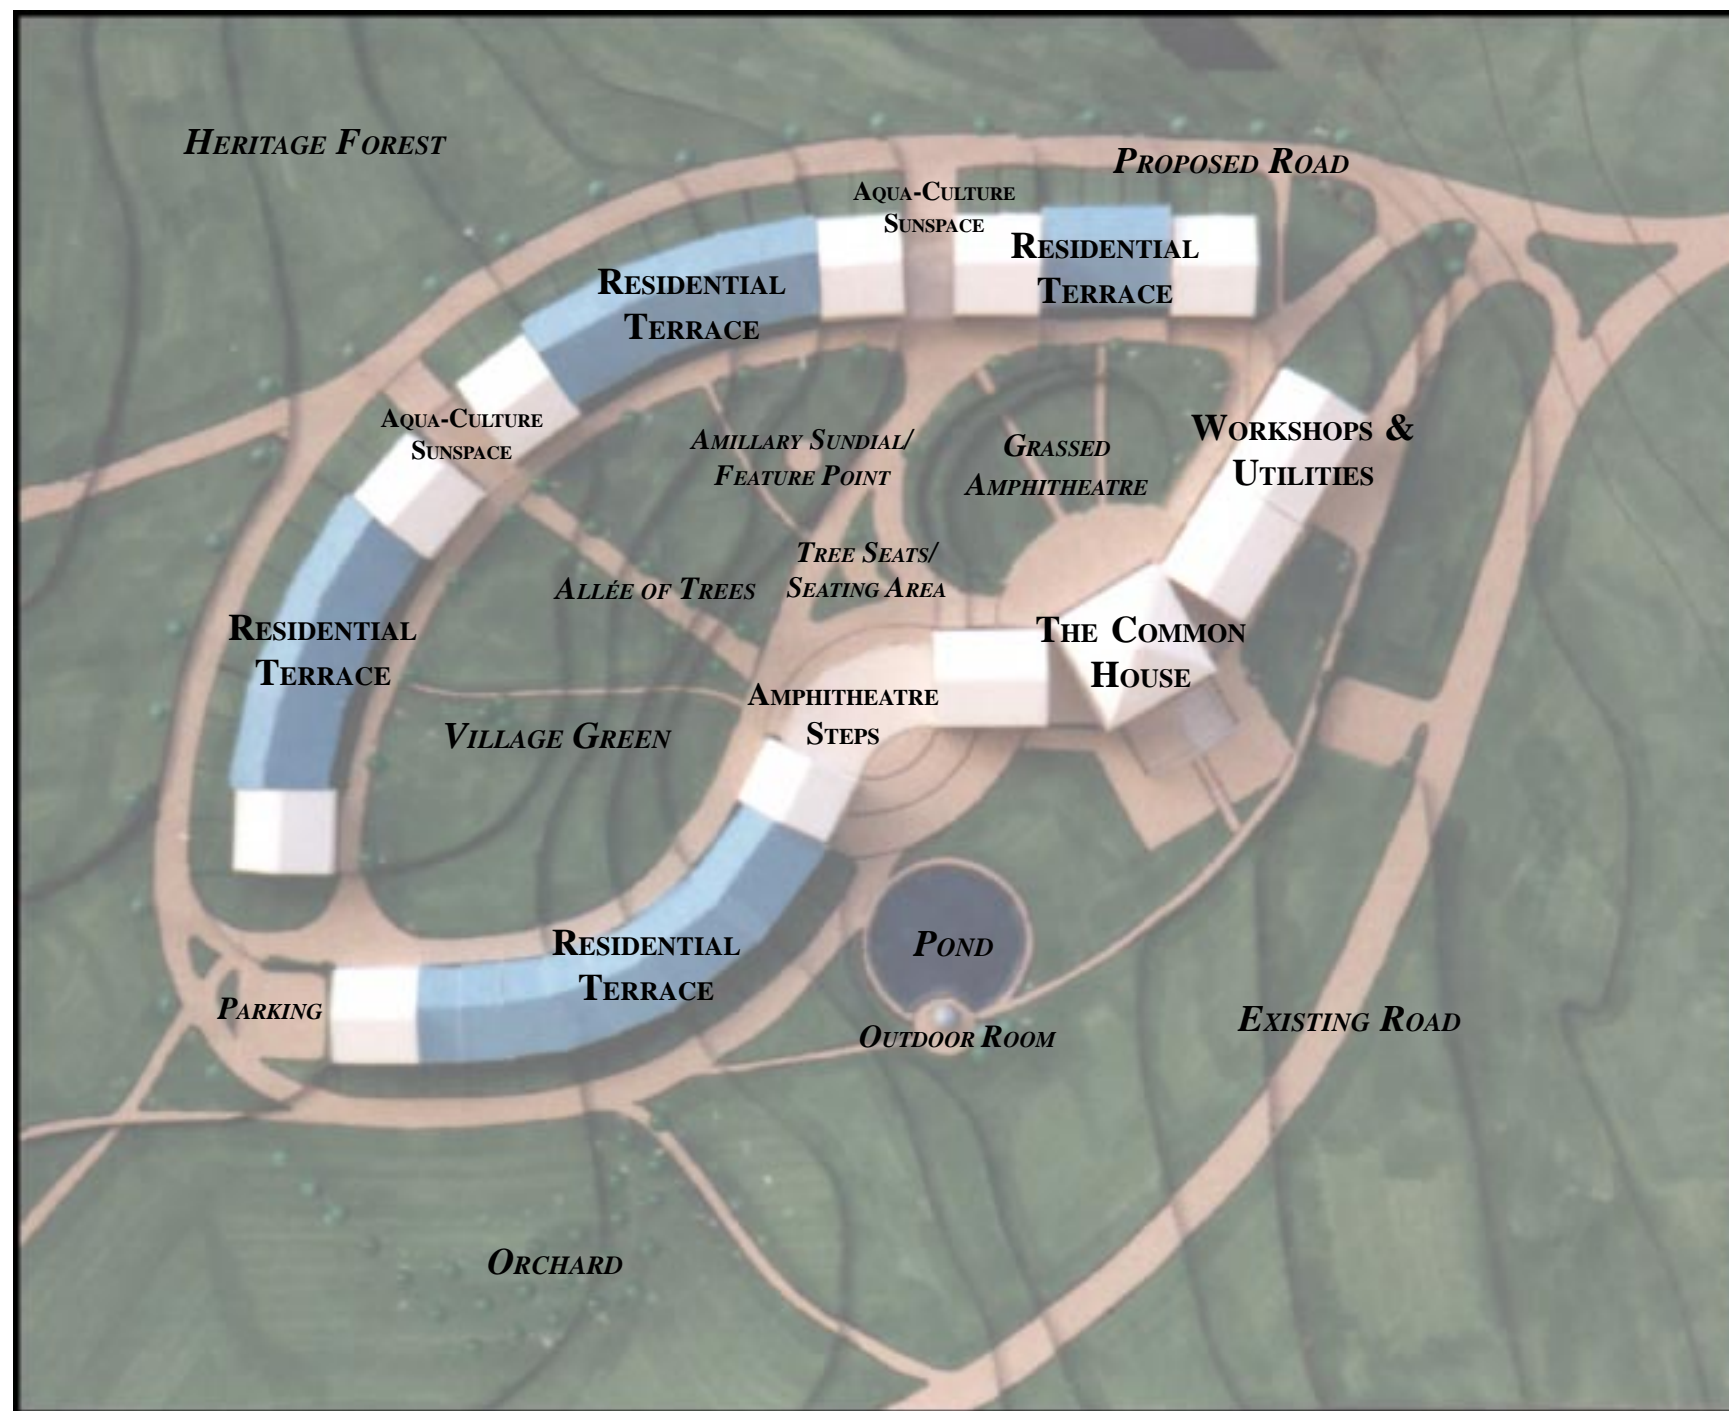 Heritage Forest
Proposed Road
Aqua-Culture
Sunspace
Residential
Terrace
Residential
Terrace
Aqua-Culture
Sunspace
Amillary Sundial/
Feature Point
Grassed
Amphitheatre
Workshops &
Utilities
Tree Seats/
Seating Area
Allée of Trees
Residential
Terrace
The Common
House
Amphitheatre
Steps
Village Green
Residential
Terrace
Pond
Parking
Outdoor Room
Existing Road
Orchard